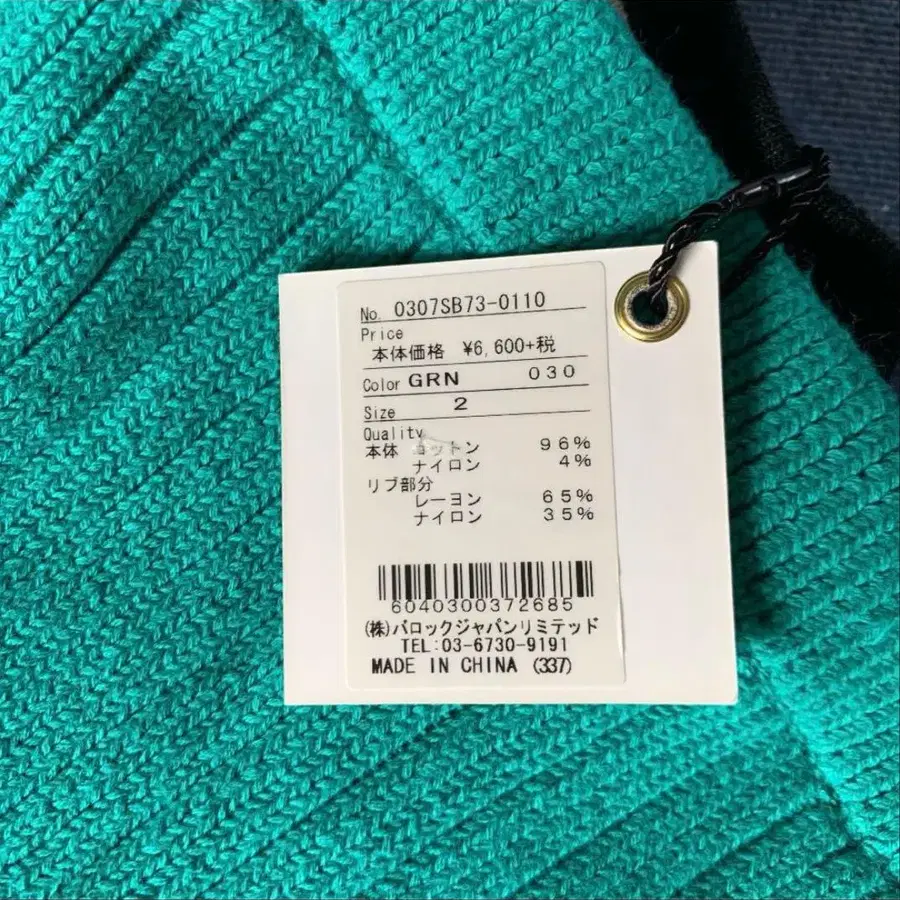 No. 0307SB73-0110
Price
本体価格 ¥6,600+税
Color GRN 030
Size 2
Quality
本体 コットン 96%
ナイロン 4%
リブ部分
レーヨン 65%
ナイロン 35%
6040300372685
(株)バロックジャパンリミテッド
TEL:03-6730-9191
MADE IN CHINA (337)